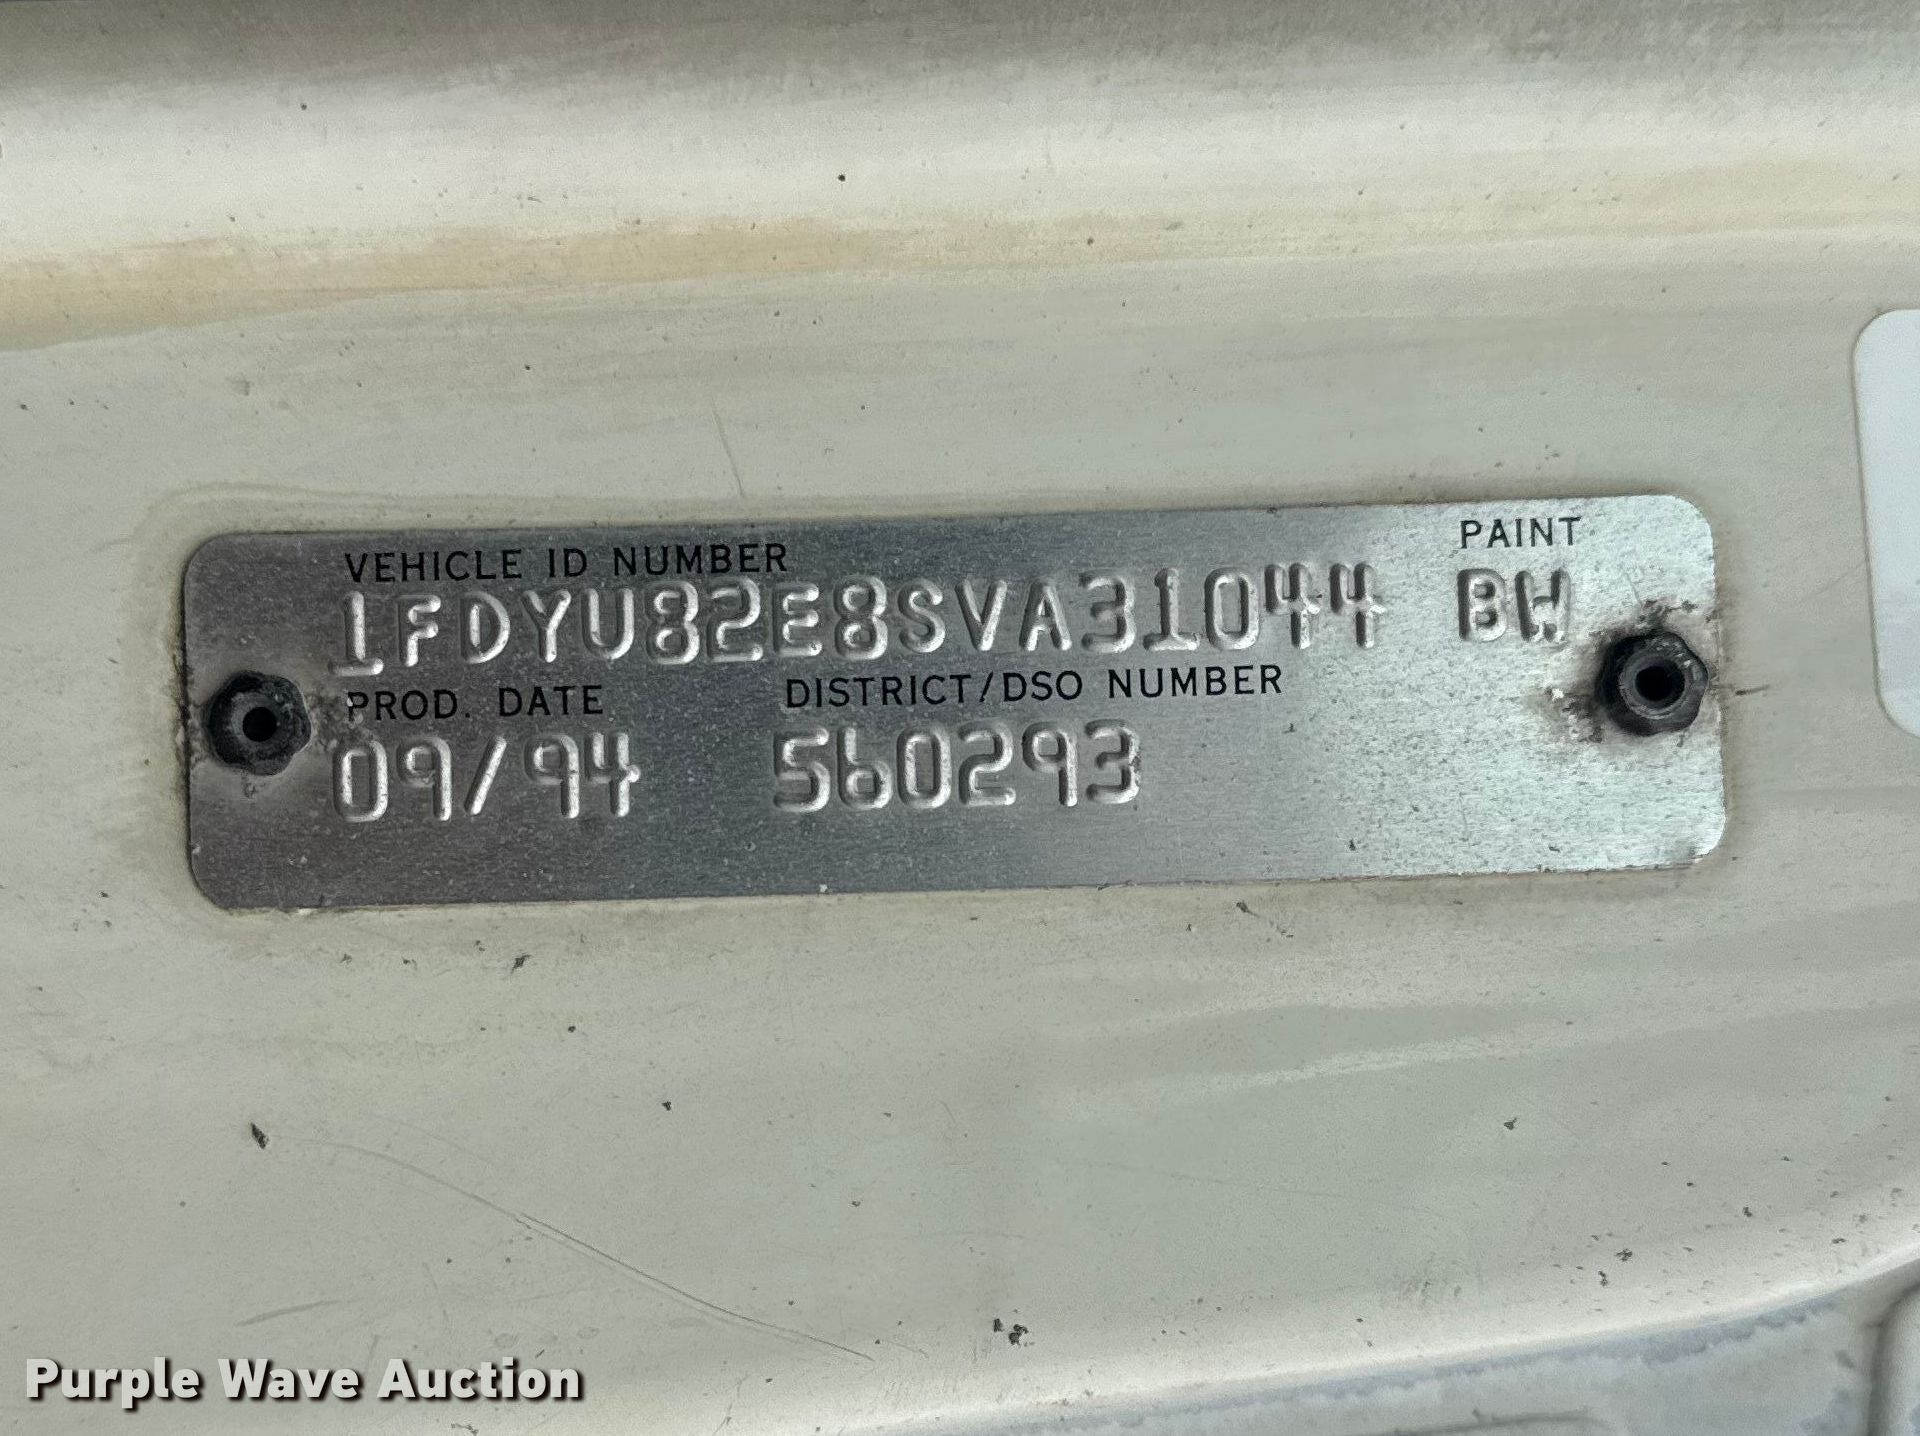 VEHICLE ID NUMBER PAINT
1FDYU82E8SVA31044 BW
PROD. DATE DISTRICT/DSO NUMBER
09/94 560293
Purple Wave Auction